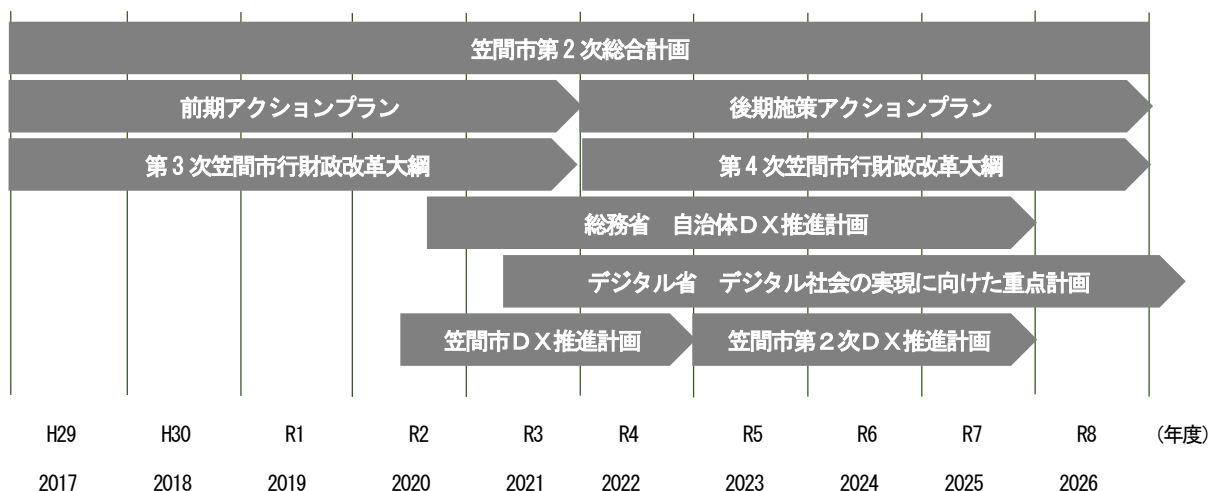 笠間市第２次総合計画
前期アクションプラン 後期施策アクションプラン
第３次笠間市行財政改革大綱 第４次笠間市行財政改革大綱
総務省　自治体ＤＸ推進計画
デジタル省　デジタル社会の実現に向けた重点計画
笠間市ＤＸ推進計画 笠間市第２次ＤＸ推進計画
H29 H30 R1 R2 R3 R4 R5 R6 R7 R8 （年度）
2017 2018 2019 2020 2021 2022 2023 2024 2025 2026